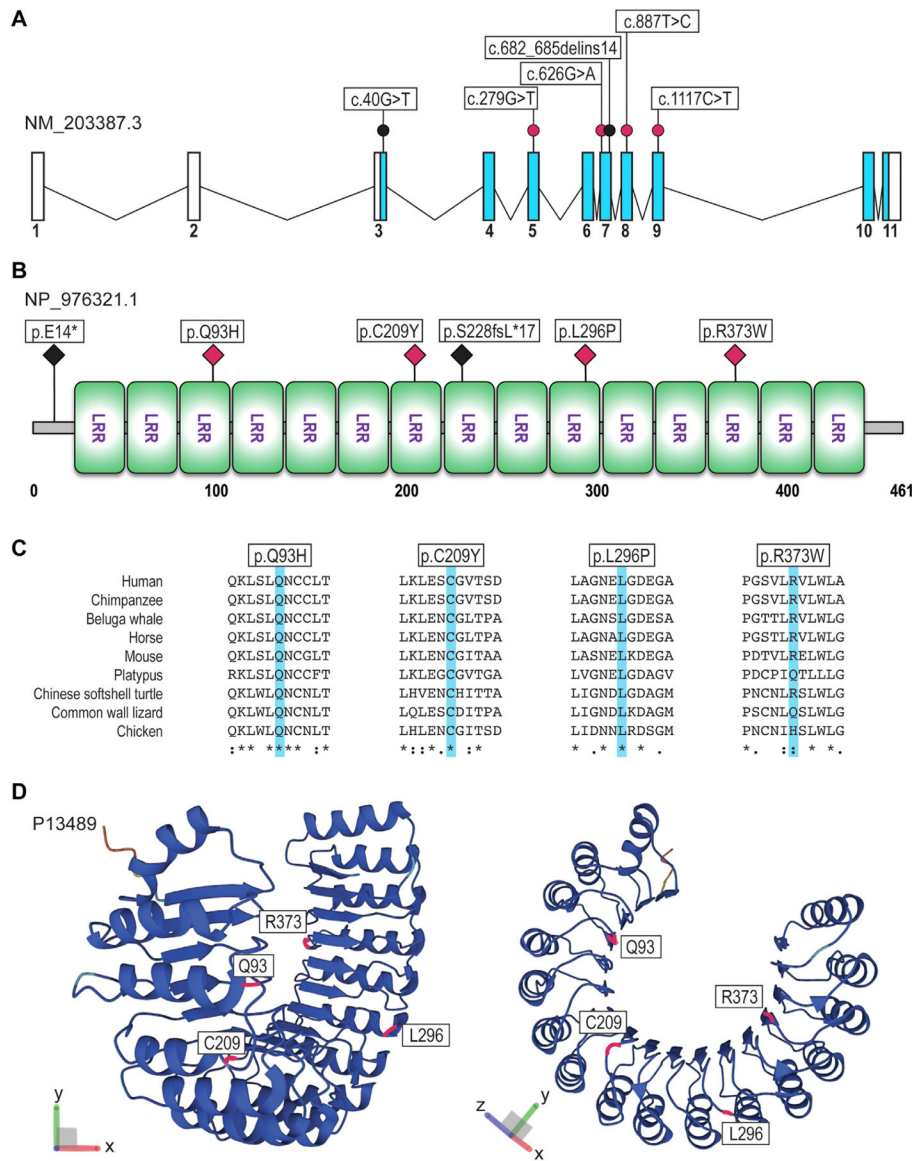 A
c.887T>C
c.682_685delins14
c.626G>A
c.40G>T
c.279G>T
c.1117C>T
NM_203387.3
1 2 3 4 5 6 7 8 9 10 11
B
NP_976321.1
p.E14* p.Q93H p.C209Y p.S228fsL*17 p.L296P p.R373W
LRR LRR LRR LRR LRR LRR LRR LRR LRR LRR LRR LRR LRR LRR LRR
0 100 200 300 400 461
C
p.Q93H p.C209Y p.L296P p.R373W
Human QKLSLQNCCLT LKLESCGVTSD LAGNELGDEGA PGSVLRVLWLA
Chimpanzee QKLSLQNCCLT LKLESCGVTSD LAGNELGDEGA PGSVLRVLWLA
Beluga whale QKLSLQNCCLT LKLENCGLTPA LAGNSLGDESA PGTTLRVLWLG
Horse QKLSLQNCCLT LKLENCGLTPA LAGNALGDEGA PGSTLRVLWLG
Mouse QKLSLQNCGLT LKLENCGITAA LASNELKDEGA PDTVLRELWLG
Platypus RKLSLQNCCFT LKLEGCGVTGA LVGNELGDAGV PDCPIQTLLLG
Chinese softshell turtle QKLWLQNCNLT LHVENCHITTA LIGNDLGDAGM PNCNLRSLWLG
Common wall lizard QKLWLQNCNLT LQLESCDITPA LIGNDLKDAGM PSCNLQSLWLG
Chicken QKLWLQNCNLT LHLENCGITSA LIDNNLRDSGM PNCNIHSLWLG
:** **** :* *::*.* :* * .* * * . *. :: * *.
D
P13489
R373
Q93
C209
L296
y
x
Q93
R373
C209
L296
z
y
x